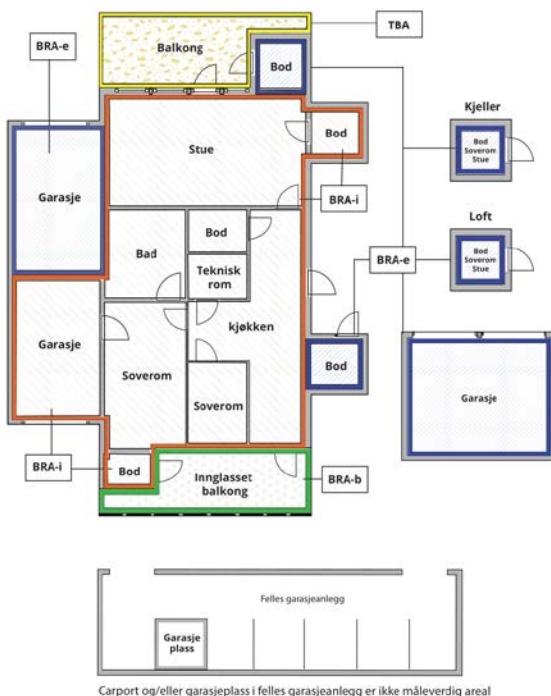 TBA
BRA-e
Balkong
Bod
Kjeller
Bod
Soverom
Stue
Stue
Bod
Garasje
BRA-i
Loft
Bod
Soverom
Stue
Bad
Bod
Teknisk
rom
BRA-e
Garasje
kjøkken
Soverom
Bod
Garasje
Soverom
BRA-i
Bod
Innglasset
balkong
BRA-b
Felles garasjeanlegg
Garasje
plass
Carport og/eller garasjeplass i felles garasjeanlegg er ikke måleverdig areal